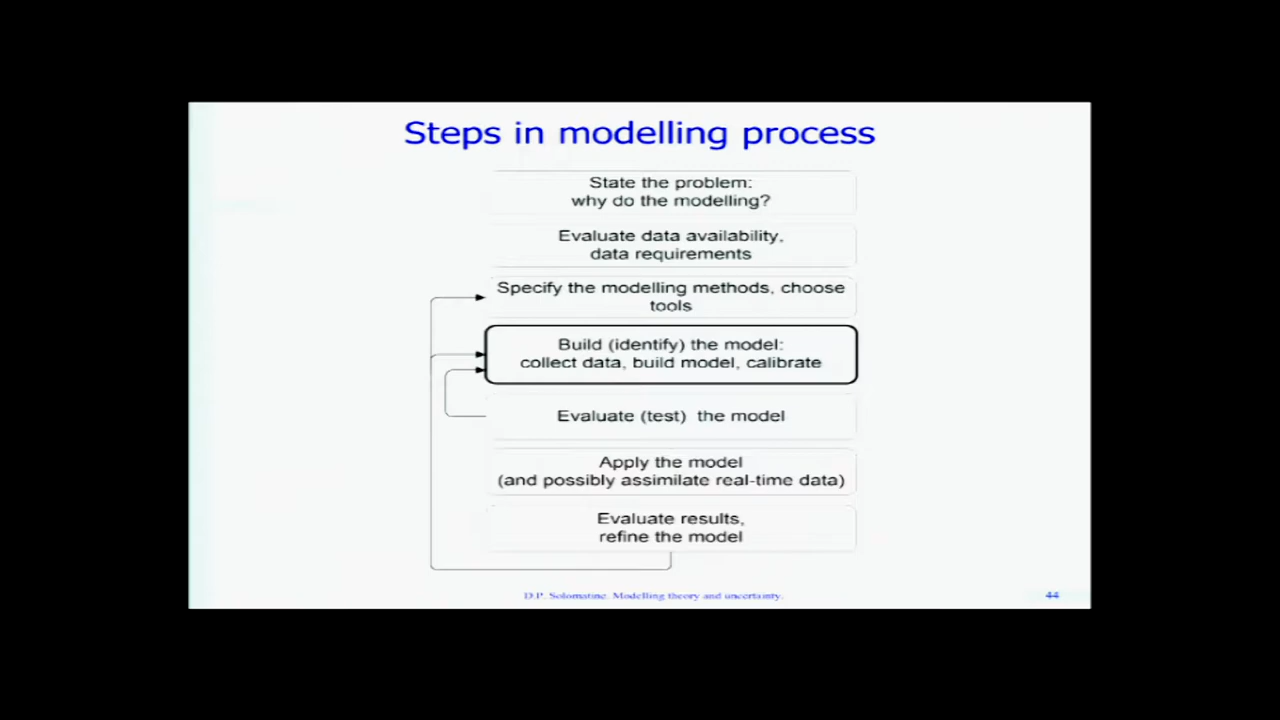 Steps in modelling process
State the problem:
why do the modelling?
Evaluate data availability,
data requirements
Specify the modelling methods, choose
tools
Build (identify) the model:
collect data, build model, calibrate
Evaluate (test) the model
Apply the model
(and possibly assimilate real-time data)
Evaluate results,
refine the model
D.P. Solomatine. Modelling theory and uncertainty.
44